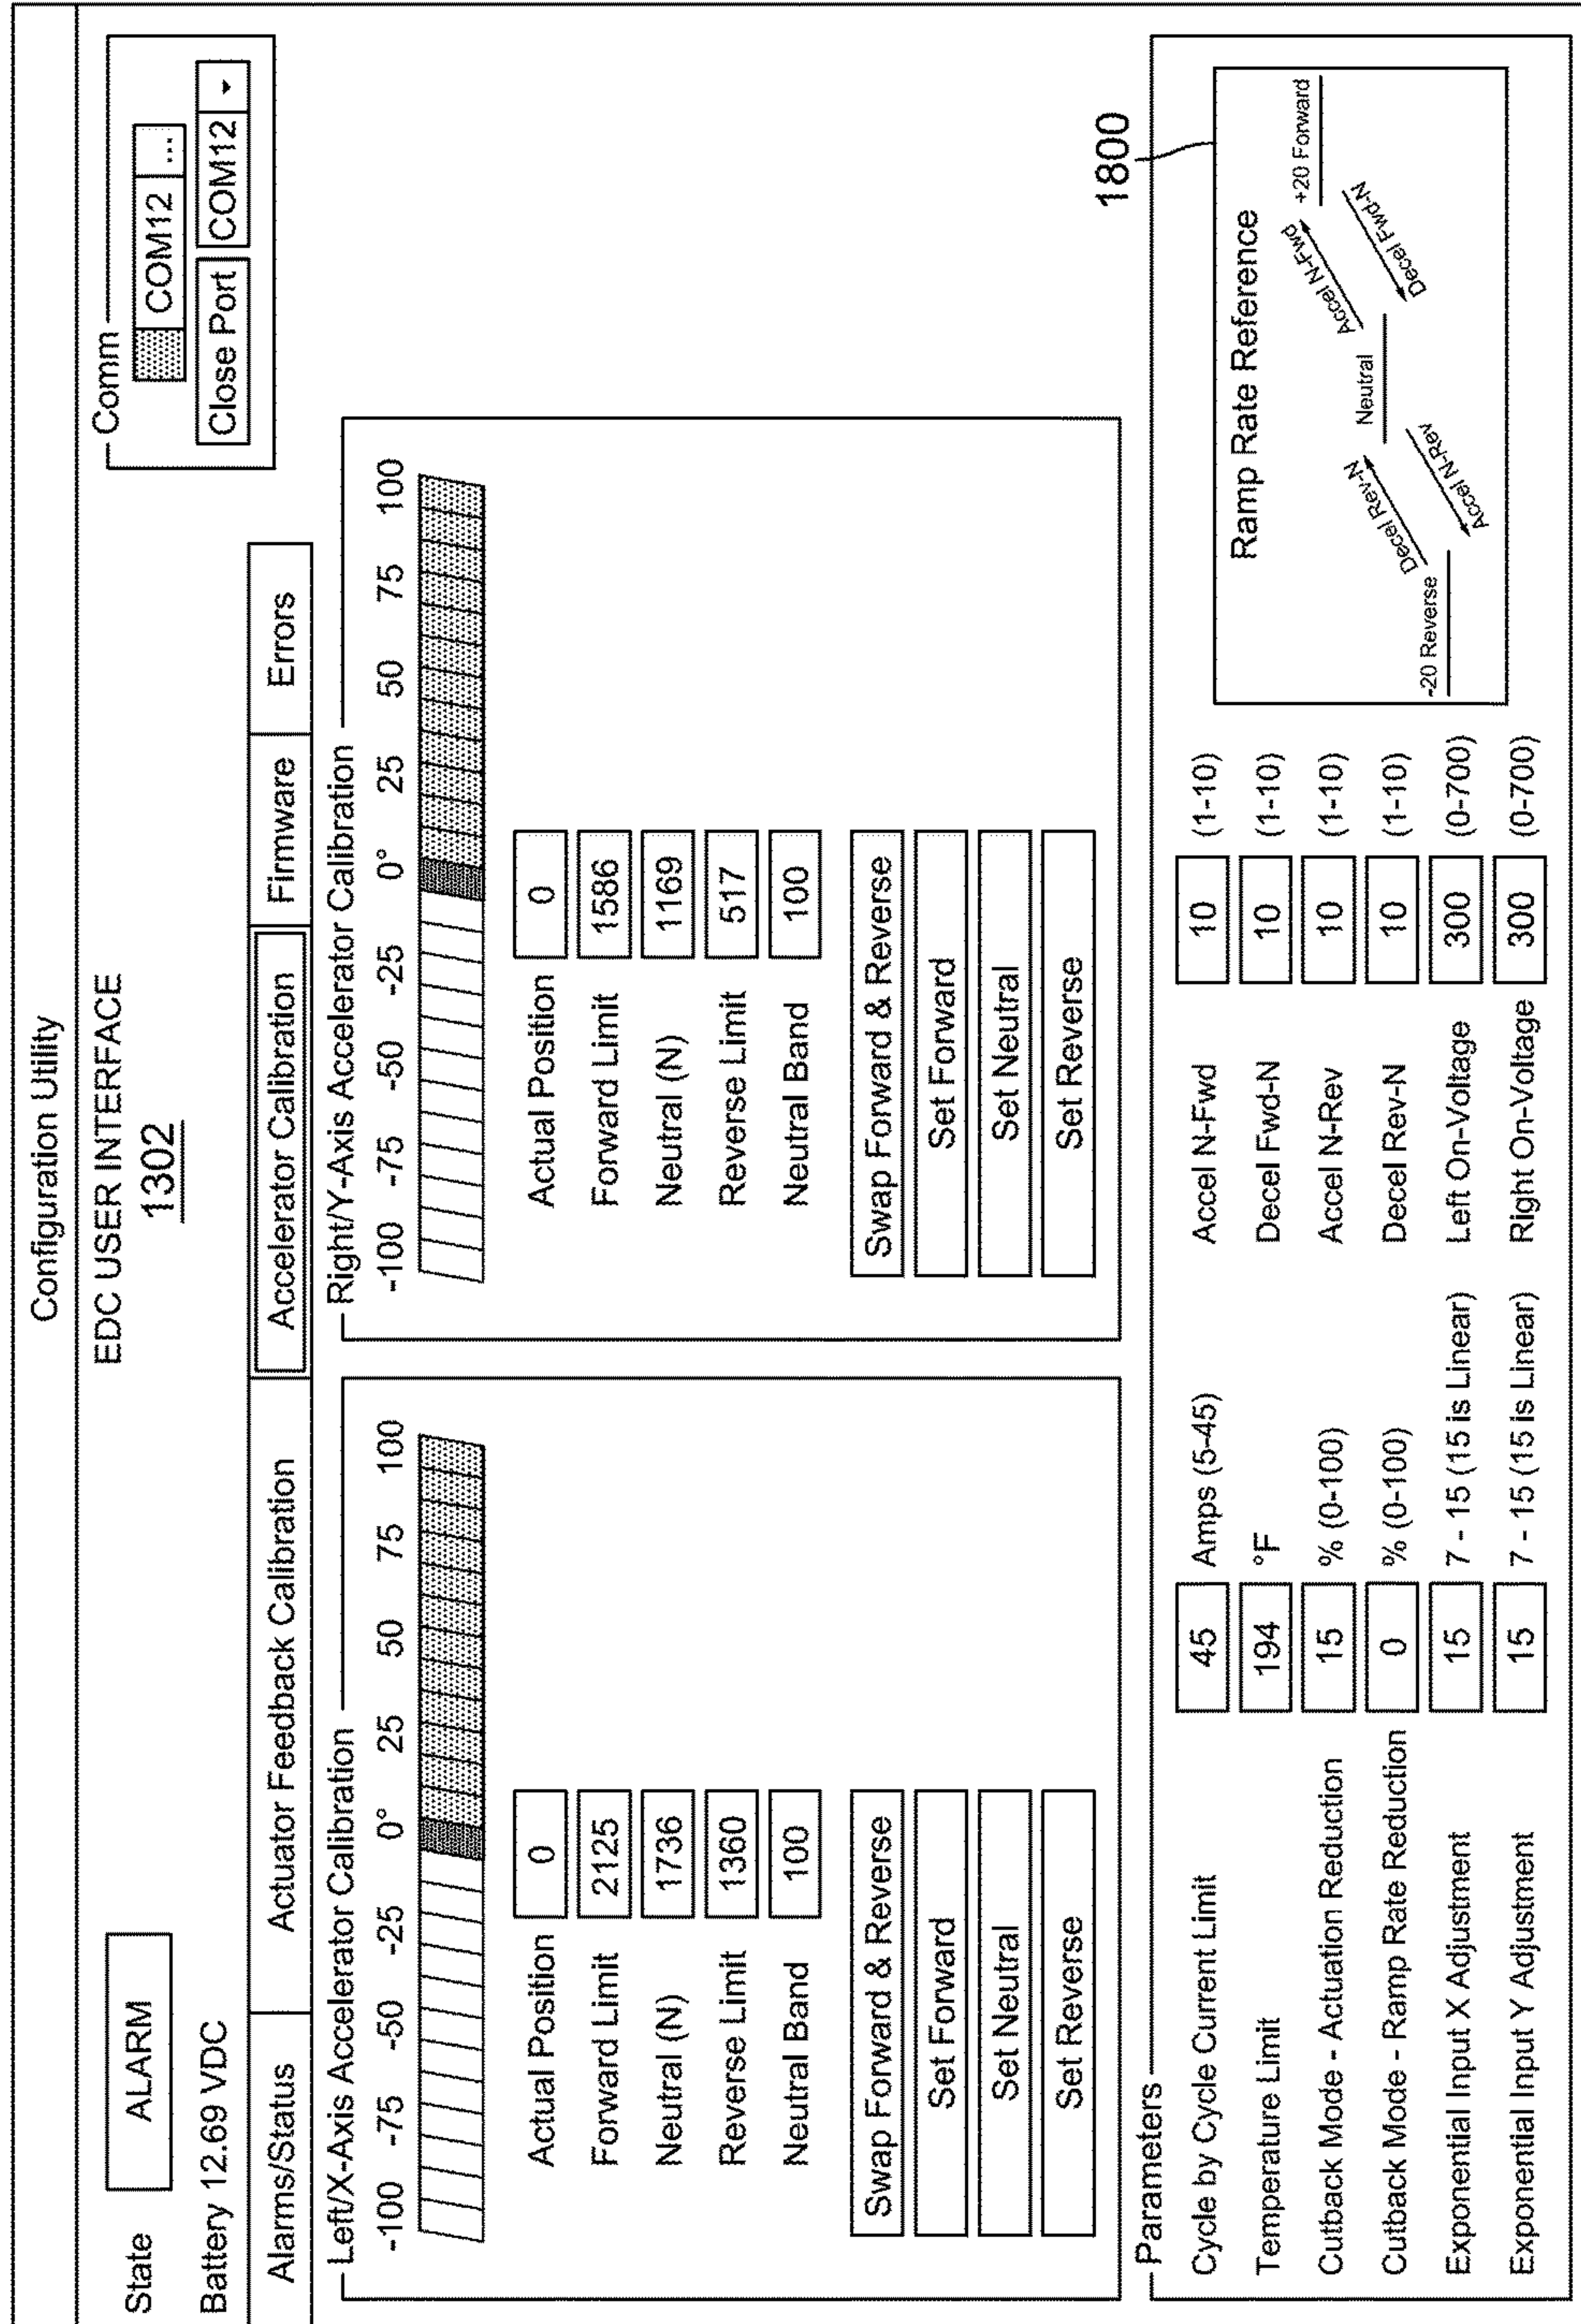 Configuration Utility
EDC USER INTERFACE
1302
State ALARM
Battery 12.69 VDC
Comm
COM12 ...
Close Port COM12
Alarms/Status Actuator Feedback Calibration Accelerator Calibration Firmware Errors
Left/X-Axis Accelerator Calibration
-100 -75 -50 -25 0° 25 50 75 100
Actual Position 0
Forward Limit 2125
Neutral (N) 1736
Reverse Limit 1360
Neutral Band 100
Swap Forward & Reverse
Set Forward
Set Neutral
Set Reverse
Right/Y-Axis Accelerator Calibration
-100 -75 -50 -25 0° 25 50 75 100
Actual Position 0
Forward Limit 1586
Neutral (N) 1169
Reverse Limit 517
Neutral Band 100
Swap Forward & Reverse
Set Forward
Set Neutral
Set Reverse
1800
Parameters
Cycle by Cycle Current Limit 45 Amps (5-45)
Temperature Limit 194 °F
Cutback Mode - Actuation Reduction 15 % (0-100)
Cutback Mode - Ramp Rate Reduction 0 % (0-100)
Exponential Input X Adjustment 15 7 - 15 (15 is Linear)
Exponential Input Y Adjustment 15 7 - 15 (15 is Linear)
Accel N-Fwd 10 (1-10)
Decel Fwd-N 10 (1-10)
Accel N-Rev 10 (1-10)
Decel Rev-N 10 (1-10)
Left On-Voltage 300 (0-700)
Right On-Voltage 300 (0-700)
Ramp Rate Reference
+20 Forward
Accel N-Fwd
Decel Fwd-N
Neutral
Decel Rev-N
Accel N-Rev
-20 Reverse